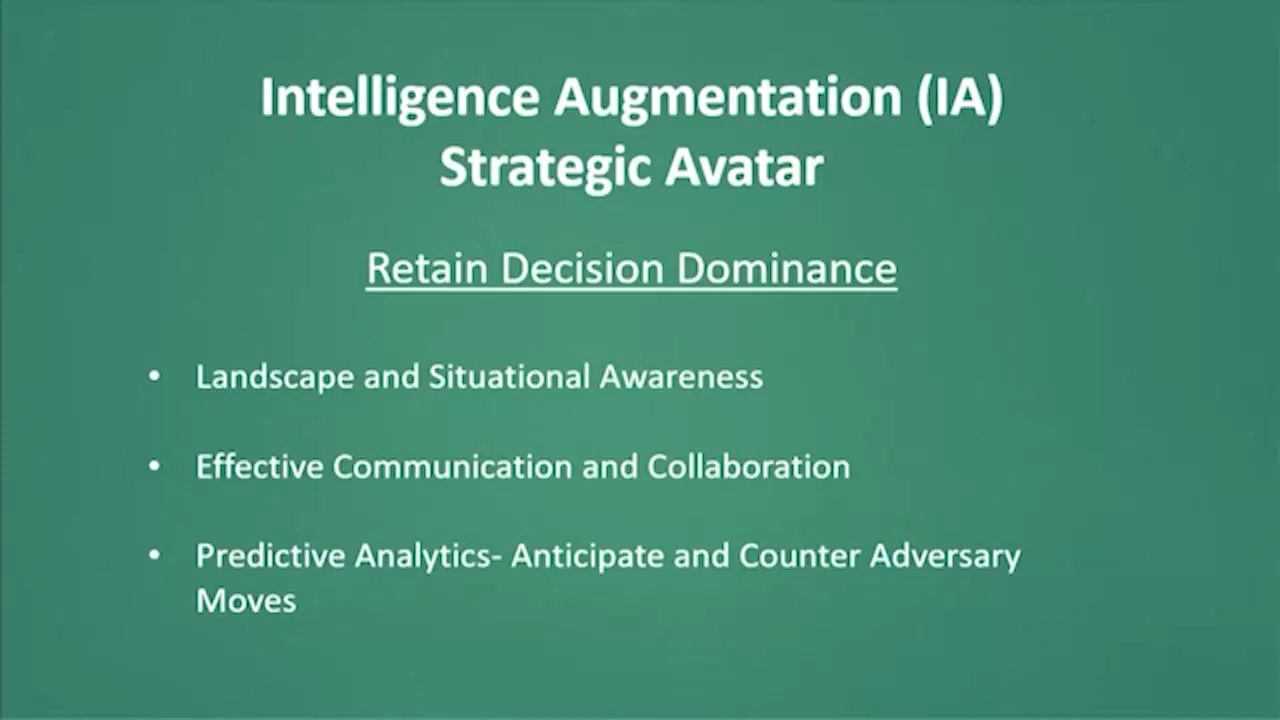 Intelligence Augmentation (IA)
Strategic Avatar
Retain Decision Dominance
• Landscape and Situational Awareness
• Effective Communication and Collaboration
• Predictive Analytics- Anticipate and Counter Adversary
Moves